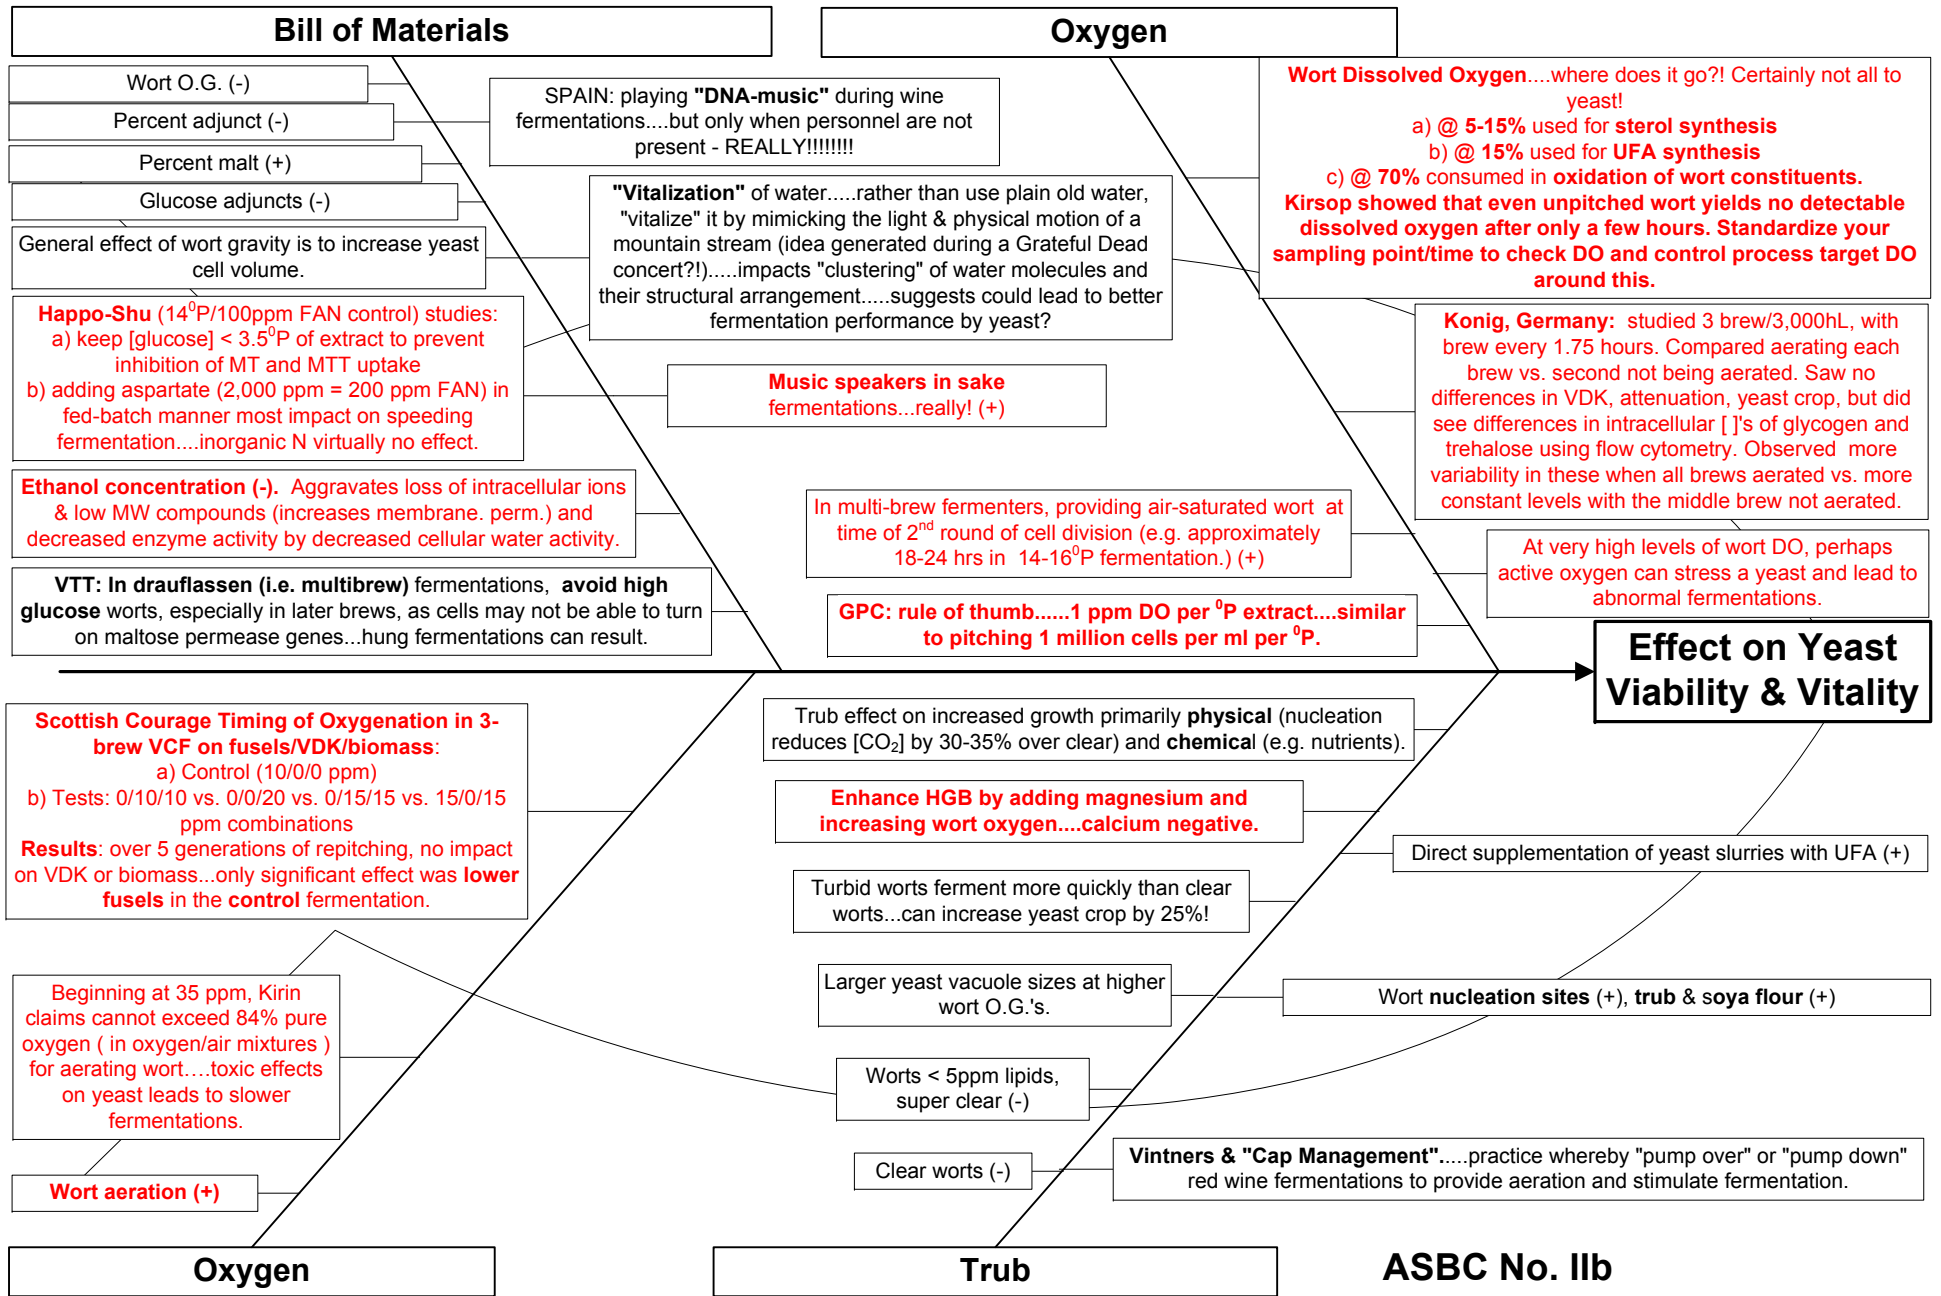 Bill of Materials
Oxygen
Wort O.G. (-)
Percent adjunct (-)
Percent malt (+)
Glucose adjuncts (-)
General effect of wort gravity is to increase yeast
cell volume.
Happo-Shu (14⁰P/100ppm FAN control) studies:
a) keep [glucose] < 3.5⁰P of extract to prevent
inhibition of MT and MTT uptake
b) adding aspartate (2,000 ppm = 200 ppm FAN) in
fed-batch manner most impact on speeding
fermentation....inorganic N virtually no effect.
Ethanol concentration (-). Aggravates loss of intracellular ions
& low MW compounds (increases membrane. perm.) and
decreased enzyme activity by decreased cellular water activity.
VTT: In drauflassen (i.e. multibrew) fermentations, avoid high
glucose worts, especially in later brews, as cells may not be able to turn
on maltose permease genes...hung fermentations can result.
SPAIN: playing "DNA-music" during wine
fermentations....but only when personnel are not
present - REALLY!!!!!!!!
"Vitalization" of water.....rather than use plain old water,
"vitalize" it by mimicking the light & physical motion of a
mountain stream (idea generated during a Grateful Dead
concert?!).....impacts "clustering" of water molecules and
their structural arrangement.....suggests could lead to better
fermentation performance by yeast?
Music speakers in sake
fermentations...really! (+)
In multi-brew fermenters, providing air-saturated wort at
time of 2nd round of cell division (e.g. approximately
18-24 hrs in 14-16⁰P fermentation.) (+)
GPC: rule of thumb......1 ppm DO per ⁰P extract....similar
to pitching 1 million cells per ml per ⁰P.
Wort Dissolved Oxygen....where does it go?! Certainly not all to
yeast!
a) @ 5-15% used for sterol synthesis
b) @ 15% used for UFA synthesis
c) @ 70% consumed in oxidation of wort constituents.
Kirsop showed that even unpitched wort yields no detectable
dissolved oxygen after only a few hours. Standardize your
sampling point/time to check DO and control process target DO
around this.
Konig, Germany: studied 3 brew/3,000hL, with
brew every 1.75 hours. Compared aerating each
brew vs. second not being aerated. Saw no
differences in VDK, attenuation, yeast crop, but did
see differences in intracellular [ ]'s of glycogen and
trehalose using flow cytometry. Observed more
variability in these when all brews aerated vs. more
constant levels with the middle brew not aerated.
At very high levels of wort DO, perhaps
active oxygen can stress a yeast and lead to
abnormal fermentations.
Effect on Yeast
Viability & Vitality
Scottish Courage Timing of Oxygenation in 3-
brew VCF on fusels/VDK/biomass:
a) Control (10/0/0 ppm)
b) Tests: 0/10/10 vs. 0/0/20 vs. 0/15/15 vs. 15/0/15
ppm combinations
Results: over 5 generations of repitching, no impact
on VDK or biomass...only significant effect was lower
fusels in the control fermentation.
Beginning at 35 ppm, Kirin
claims cannot exceed 84% pure
oxygen ( in oxygen/air mixtures )
for aerating wort….toxic effects
on yeast leads to slower
fermentations.
Wort aeration (+)
Trub effect on increased growth primarily physical (nucleation
reduces [CO₂] by 30-35% over clear) and chemical (e.g. nutrients).
Enhance HGB by adding magnesium and
increasing wort oxygen....calcium negative.
Turbid worts ferment more quickly than clear
worts...can increase yeast crop by 25%!
Larger yeast vacuole sizes at higher
wort O.G.'s.
Worts < 5ppm lipids,
super clear (-)
Clear worts (-)
Direct supplementation of yeast slurries with UFA (+)
Wort nucleation sites (+), trub & soya flour (+)
Vintners & "Cap Management".....practice whereby "pump over" or "pump down"
red wine fermentations to provide aeration and stimulate fermentation.
Oxygen
Trub
ASBC No. IIb